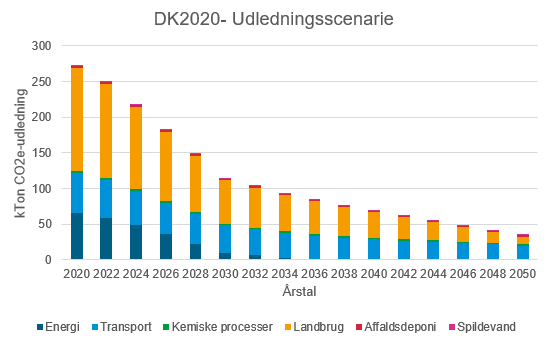 DK2020- Udledningsscenarie
kTon CO2e-udledning
300
250
200
150
100
50
0
2020 2022 2024 2026 2028 2030 2032 2034 2036 2038 2040 2042 2044 2046 2048 2050
Årstal
Energi Transport Kemiske processer Landbrug Affaldsdeponi Spildevand